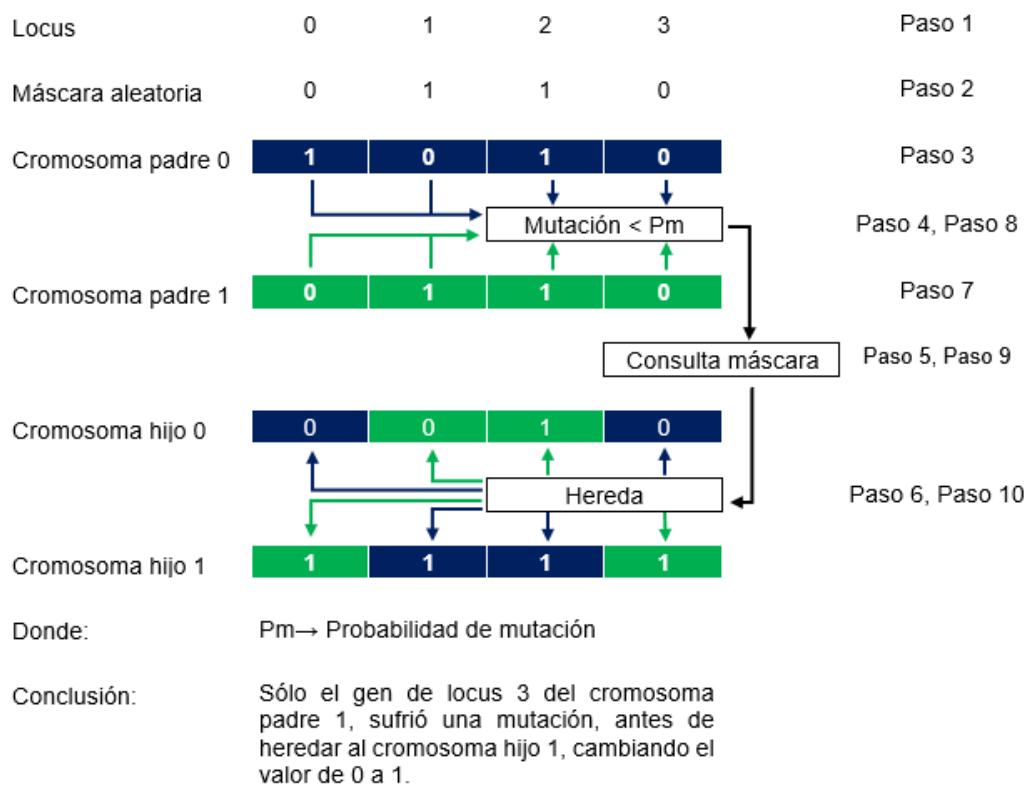 Locus 0 1 2 3 Paso 1
Máscara aleatoria 0 1 1 0 Paso 2
Cromosoma padre 0 1 0 1 0 Paso 3
Mutación < Pm Paso 4, Paso 8
Cromosoma padre 1 0 1 1 0 Paso 7
Consulta máscara Paso 5, Paso 9
Cromosoma hijo 0 0 0 1 0
Hereda Paso 6, Paso 10
Cromosoma hijo 1 1 1 1 1
Donde: Pm→ Probabilidad de mutación
Conclusión: Sólo el gen de locus 3 del cromosoma
padre 1, sufrió una mutación, antes de
heredar al cromosoma hijo 1, cambiando el
valor de 0 a 1.